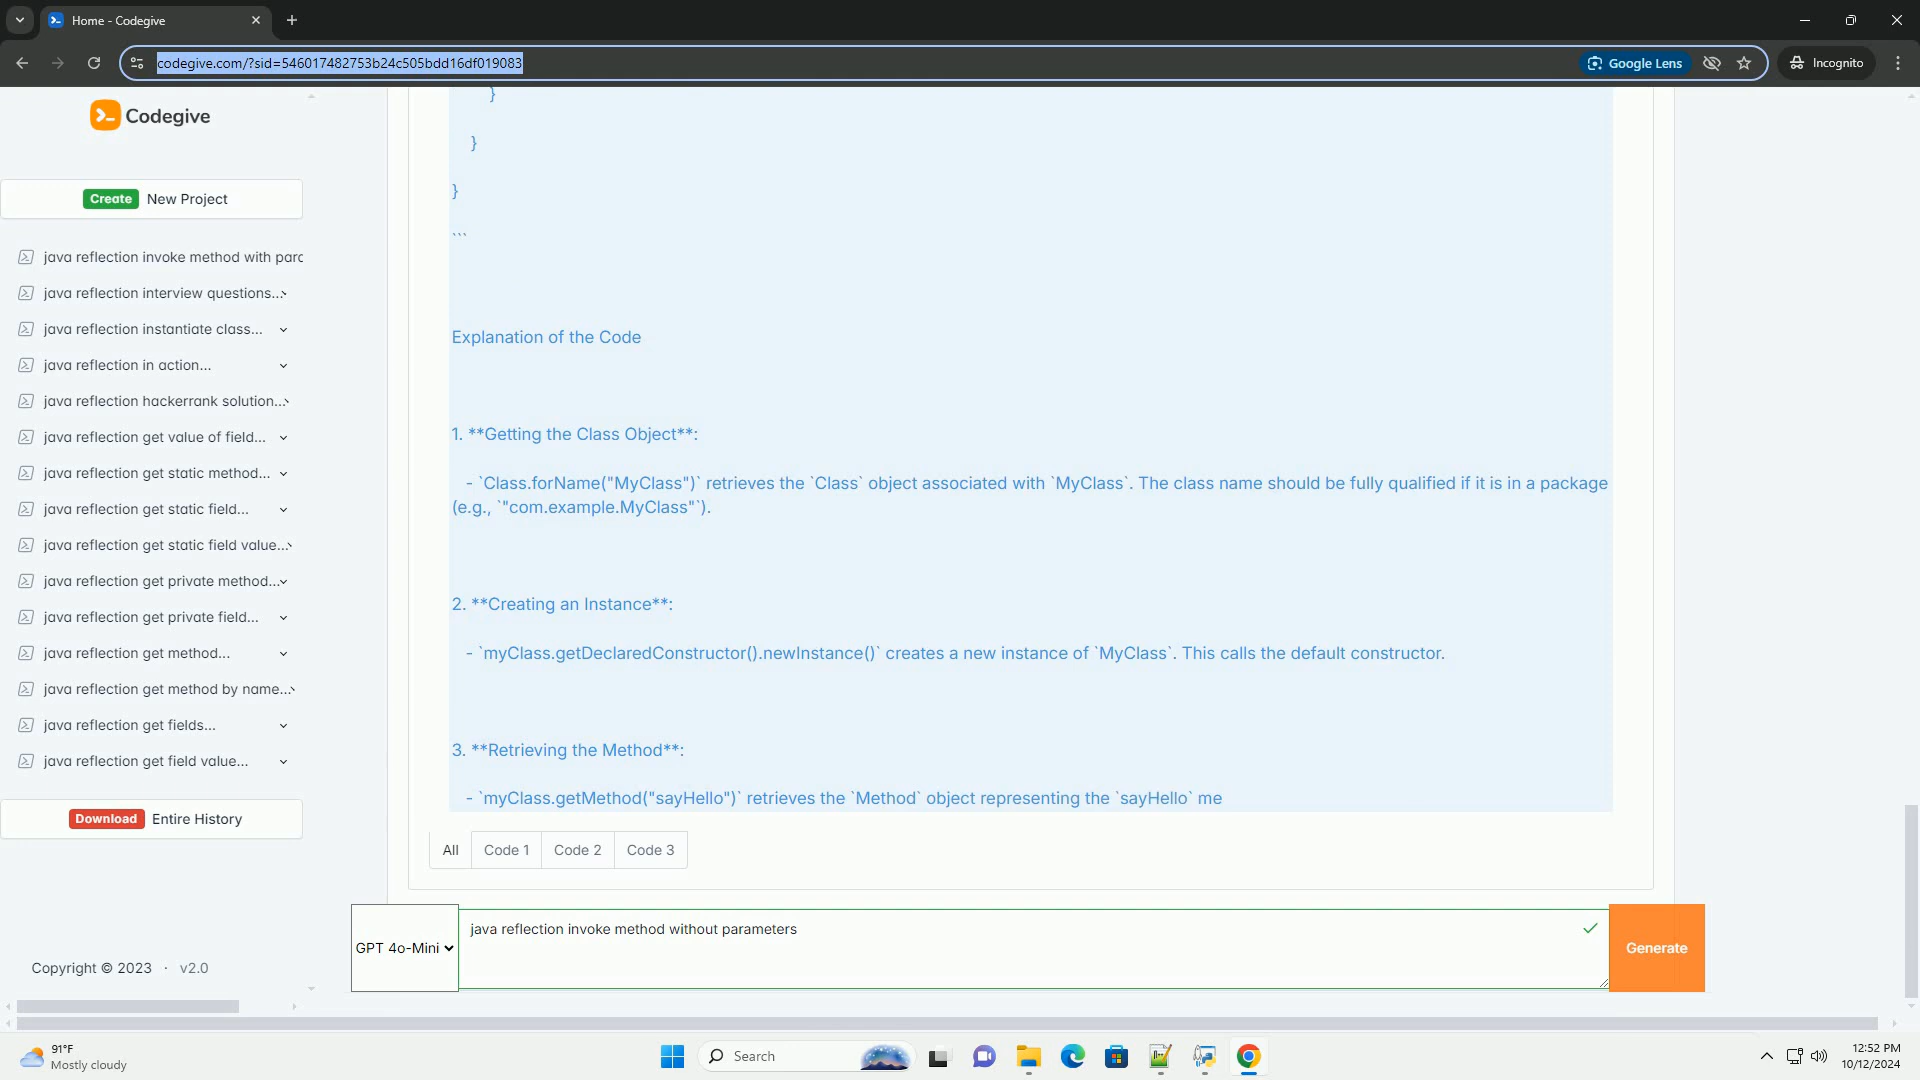 Home - Codegive
codegive.com/?sid=546017482753b24c505bdd16df019083
Google Lens
Incognito
Codegive
Create New Project
java reflection invoke method with parc
java reflection interview questions...
java reflection instantiate class...
java reflection in action...
java reflection hackerrank solution...
java reflection get value of field...
java reflection get static method...
java reflection get static field...
java reflection get static field value...
java reflection get private method...
java reflection get private field...
java reflection get method...
java reflection get method by name...
java reflection get fields...
java reflection get field value...
Download Entire History
Copyright © 2023 · v2.0
}
}
}
```
Explanation of the Code
1. **Getting the Class Object**:
- `Class.forName("MyClass")` retrieves the `Class` object associated with `MyClass`. The class name should be fully qualified if it is in a package
(e.g., `"com.example.MyClass"`).
2. **Creating an Instance**:
- `myClass.getDeclaredConstructor().newInstance()` creates a new instance of `MyClass`. This calls the default constructor.
3. **Retrieving the Method**:
- `myClass.getMethod("sayHello")` retrieves the `Method` object representing the `sayHello` me
All Code 1 Code 2 Code 3
GPT 4o-Mini
java reflection invoke method without parameters
Generate
91°F
Mostly cloudy
Search
12:52 PM
10/12/2024